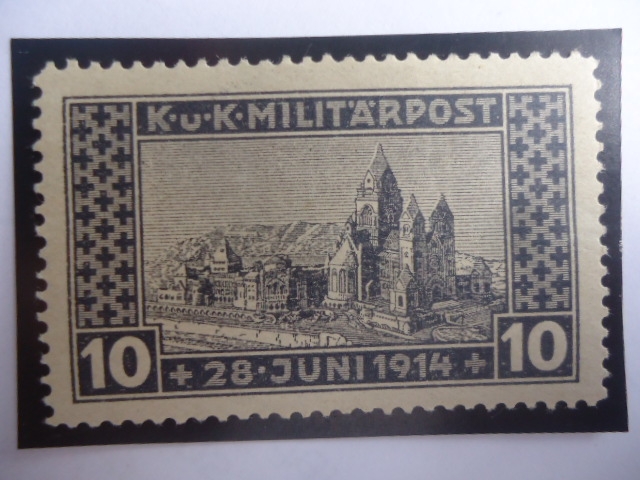 K·u·K·MILITÄRPOST
10 + 28·JUNI 1914 + 10